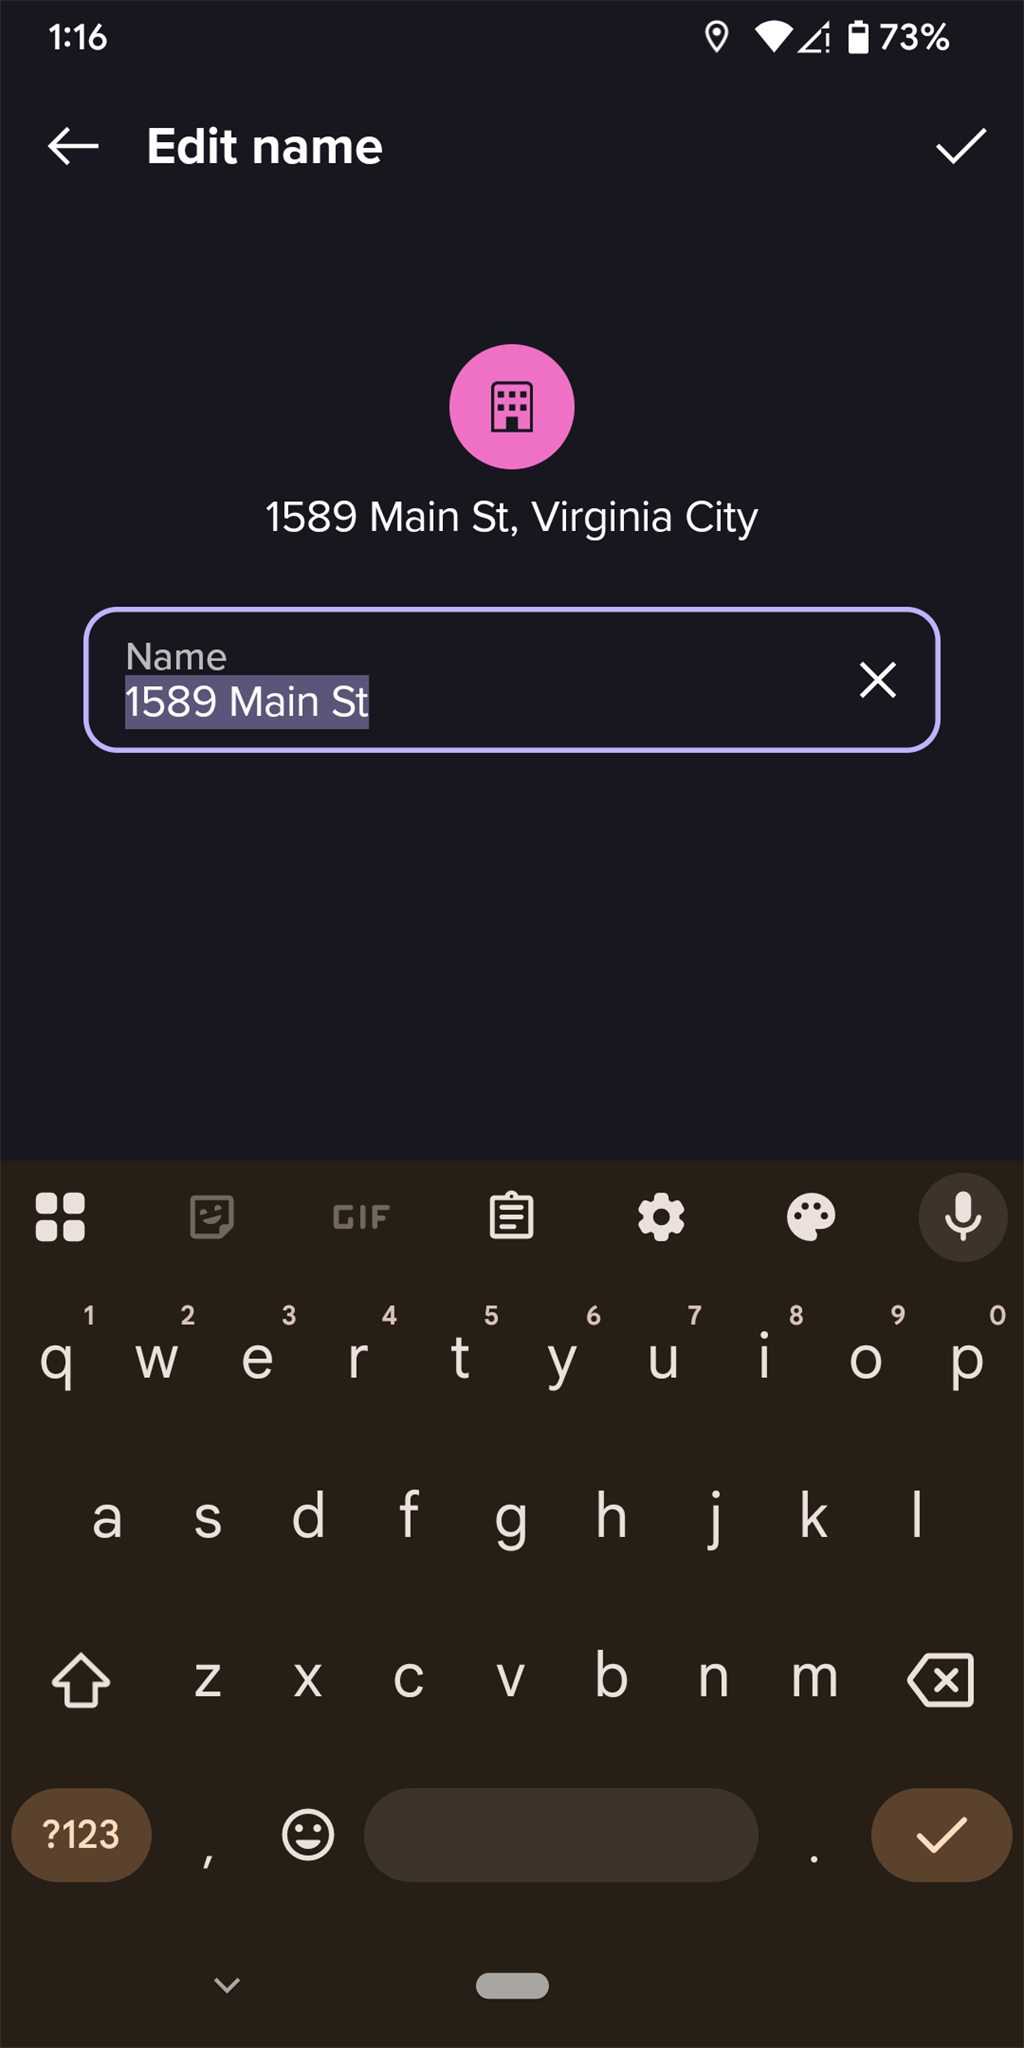 1:16 73%
Edit name
1589 Main St, Virginia City
Name
1589 Main St
GIF
1 2 3 4 5 6 7 8 9 0
q w e r t y u i o p
a s d f g h j k l
z x c v b n m
?123 , .